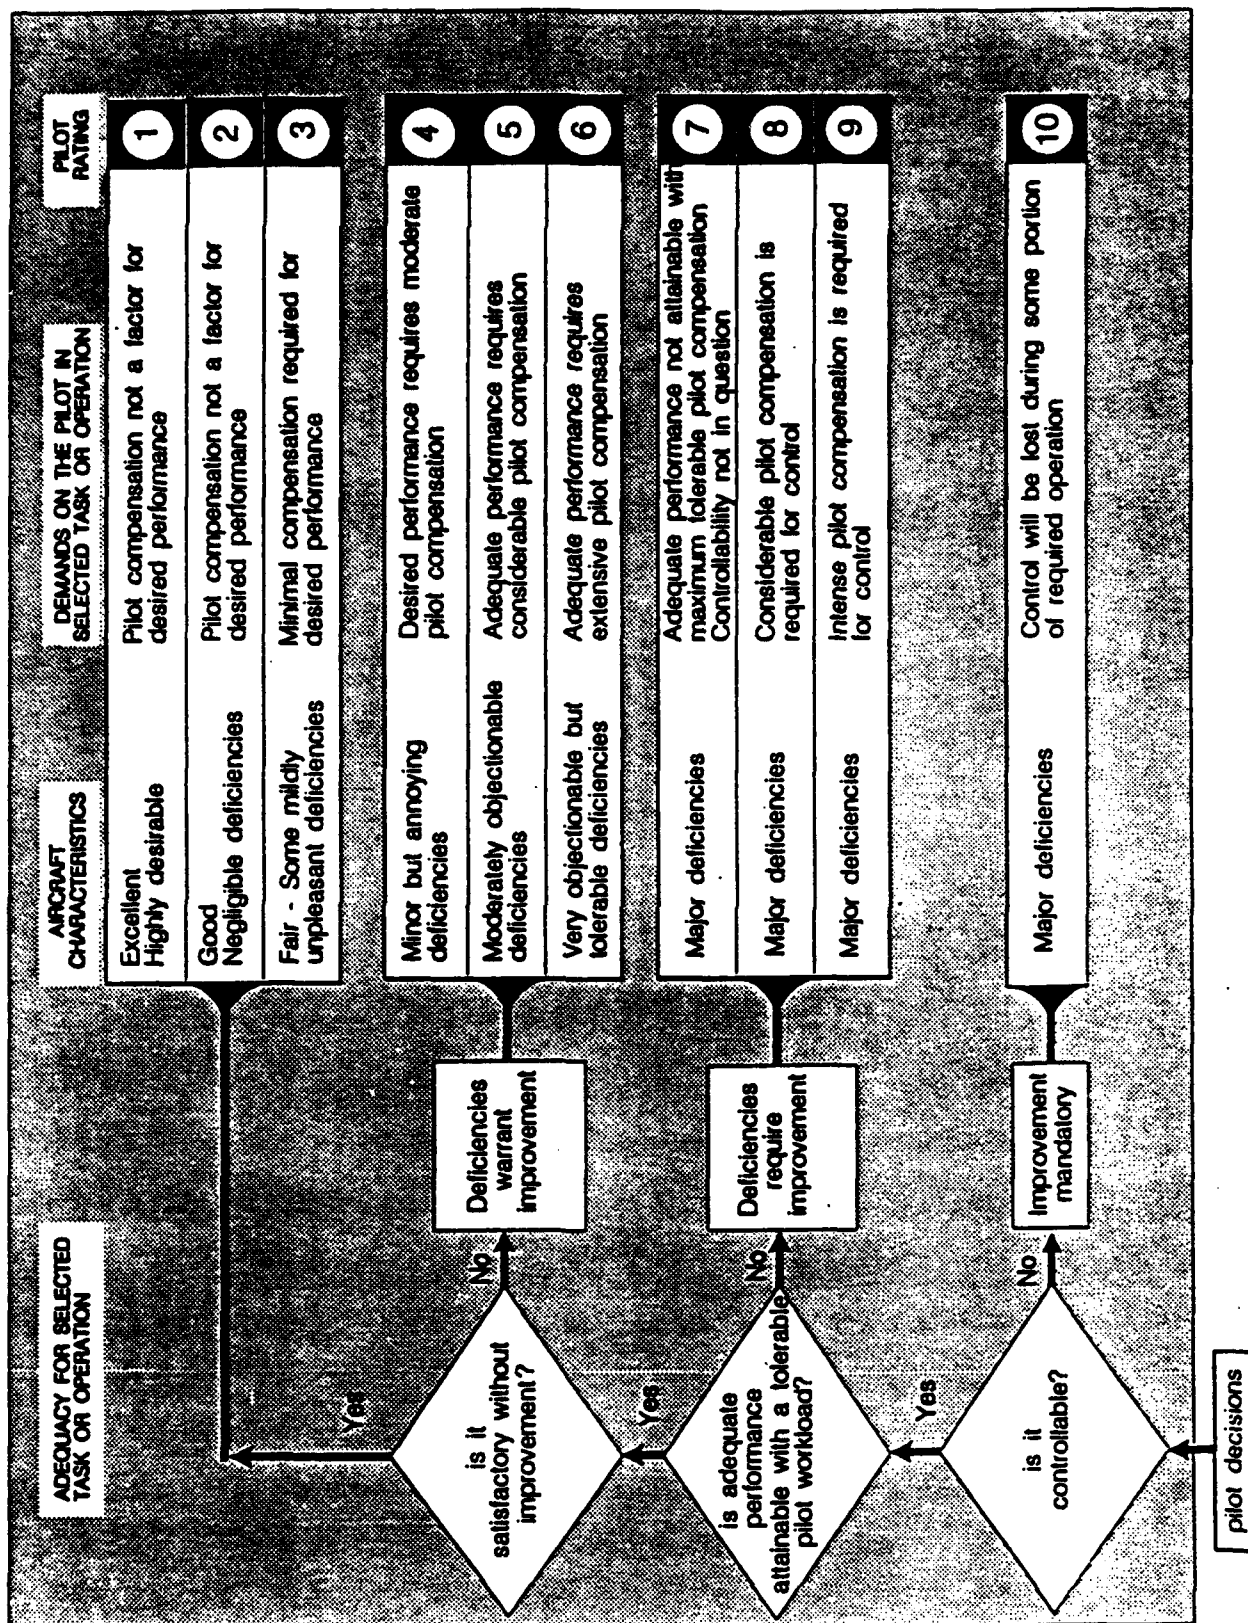 ADEQUACY FOR SELECTED
TASK OR OPERATION
AIRCRAFT
CHARACTERISTICS
DEMANDS ON THE PILOT IN
SELECTED TASK OR OPERATION
PILOT
RATING
Excellent
Highly desirable
Pilot compensation not a factor for
desired performance
1
Good
Negligible deficiencies
Pilot compensation not a factor for
desired performance
2
Fair - Some mildly
unpleasant deficiencies
Minimal compensation required for
desired performance
3
Yes
is it
satisfactory without
improvement?
No
Deficiencies
warrant
improvement
Minor but annoying
deficiencies
Desired performance requires moderate
pilot compensation
4
Moderately objectionable
deficiencies
Adequate performance requires
considerable pilot compensation
5
Very objectionable but
tolerable deficiencies
Adequate performance requires
extensive pilot compensation
6
Yes
is adequate
performance
attainable with a tolerable
pilot workload?
No
Deficiencies
require
improvement
Major deficiencies
Adequate performance not attainable with
maximum tolerable pilot compensation
Controllability not in question
7
Major deficiencies
Considerable pilot compensation is
required for control
8
Major deficiencies
Intense pilot compensation is required
for control
9
Yes
is it
controllable?
No
Improvement
mandatory
Major deficiencies
Control will be lost during some portion
of required operation
10
pilot decisions